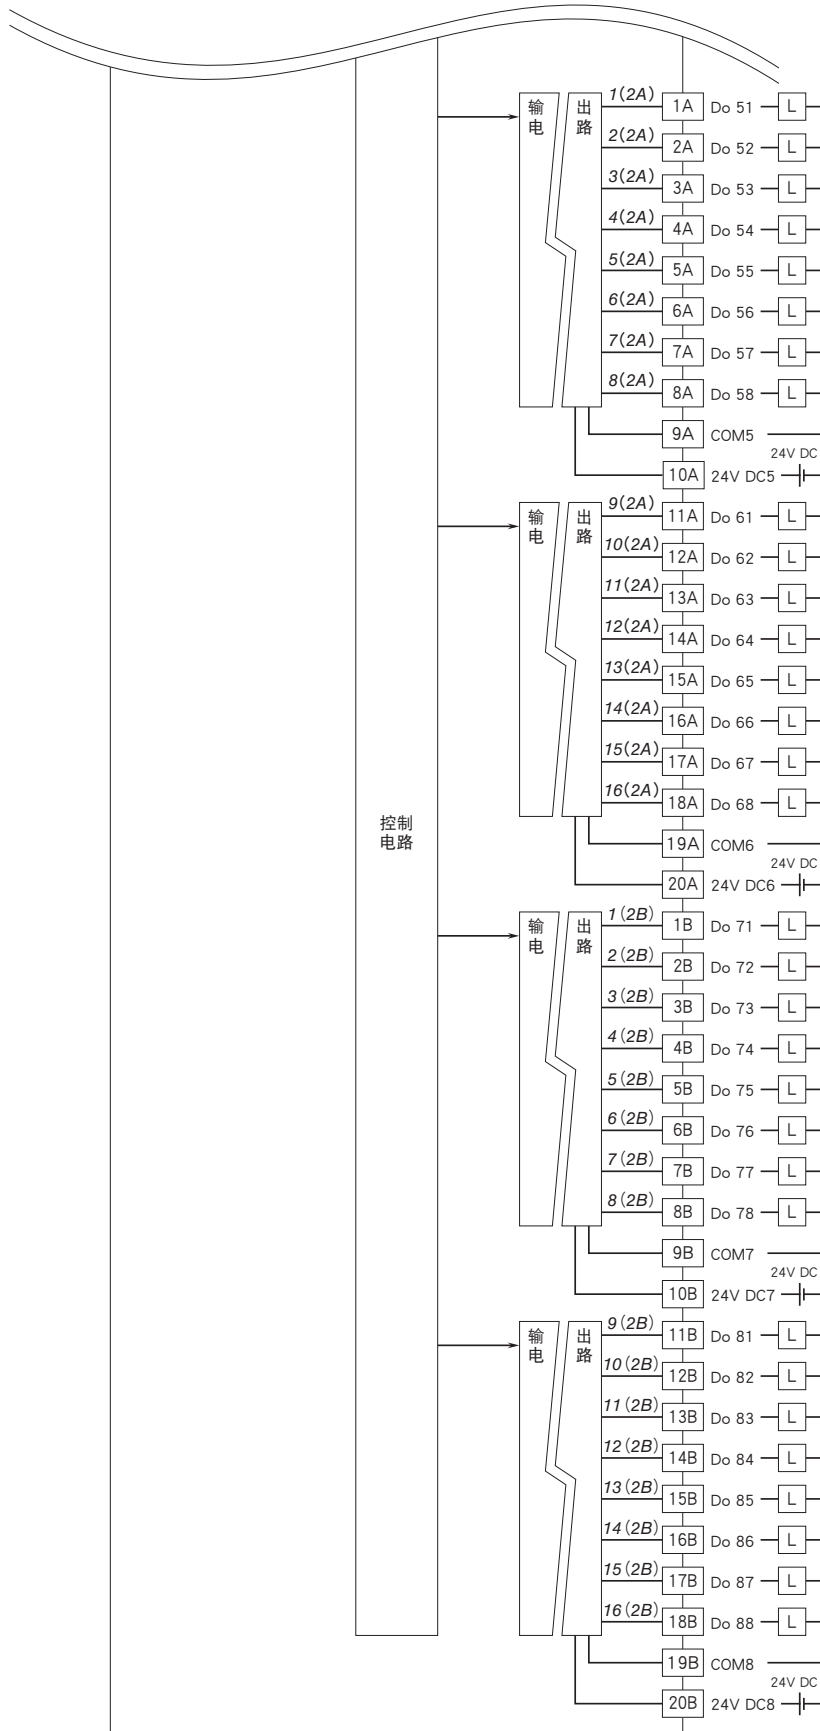 1(2A) 1A Do 51 L
输 出
电 路
2(2A) 2A Do 52 L
3(2A) 3A Do 53 L
4(2A) 4A Do 54 L
5(2A) 5A Do 55 L
6(2A) 6A Do 56 L
7(2A) 7A Do 57 L
8(2A) 8A Do 58 L
9A COM5
24V DC
10A 24V DC5
9(2A) 11A Do 61 L
输 出
电 路
10(2A) 12A Do 62 L
11(2A) 13A Do 63 L
12(2A) 14A Do 64 L
13(2A) 15A Do 65 L
14(2A) 16A Do 66 L
15(2A) 17A Do 67 L
16(2A) 18A Do 68 L
控制
电路
19A COM6
24V DC
20A 24V DC6
1(2B) 1B Do 71 L
输 出
电 路
2(2B) 2B Do 72 L
3(2B) 3B Do 73 L
4(2B) 4B Do 74 L
5(2B) 5B Do 75 L
6(2B) 6B Do 76 L
7(2B) 7B Do 77 L
8(2B) 8B Do 78 L
9B COM7
24V DC
10B 24V DC7
9(2B) 11B Do 81 L
输 出
电 路
10(2B) 12B Do 82 L
11(2B) 13B Do 83 L
12(2B) 14B Do 84 L
13(2B) 15B Do 85 L
14(2B) 16B Do 86 L
15(2B) 17B Do 87 L
16(2B) 18B Do 88 L
19B COM8
24V DC
20B 24V DC8